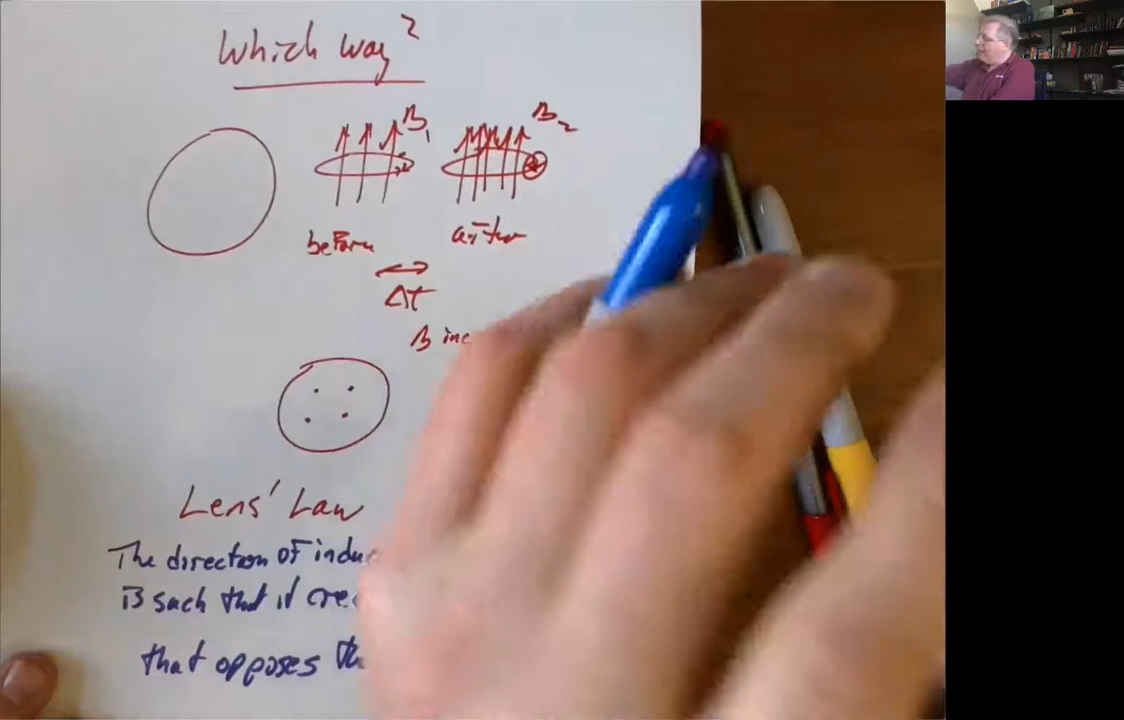 Which way?
B1 B2
before after
Δt
B inc
Lens' Law
The direction of indu
is such that it crea
that opposes the